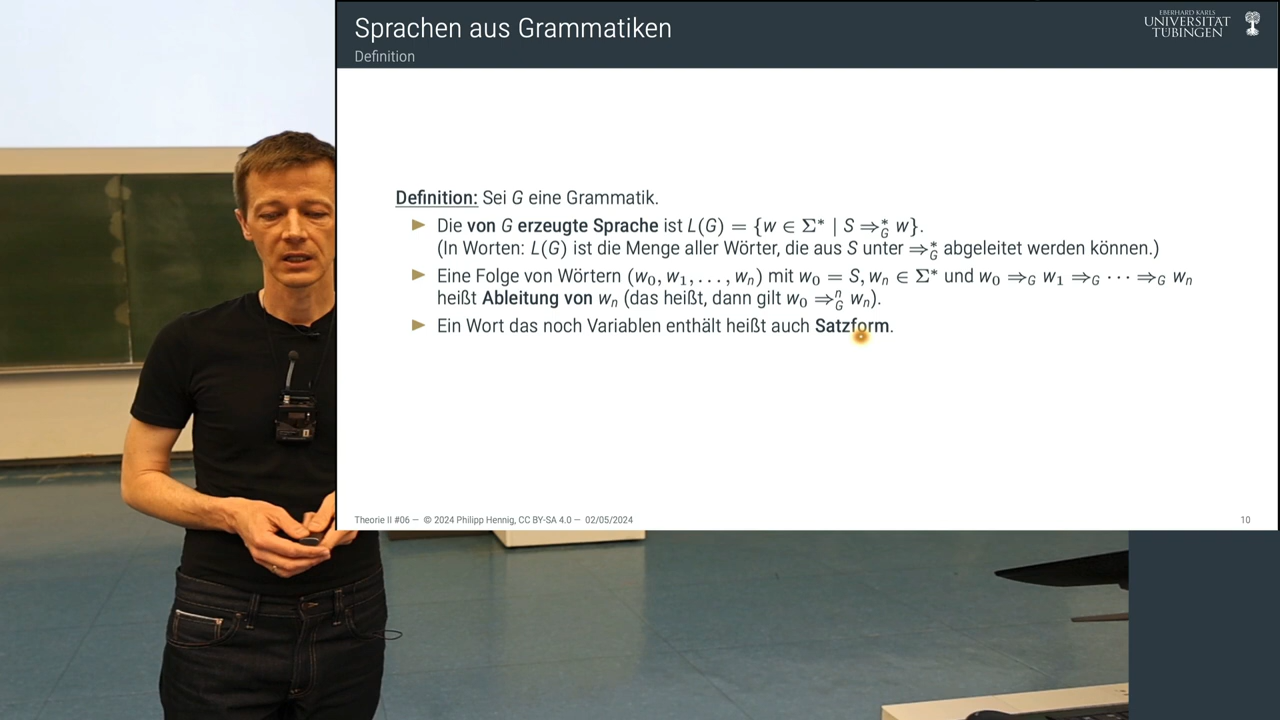 Sprachen aus Grammatiken
Definition
EBERHARD KARLS
UNIVERSITÄT
TÜBINGEN
Definition: Sei G eine Grammatik.
▶ Die von G erzeugte Sprache ist L(G) = {w ∈ Σ* | S ⇒*_G w}.
(In Worten: L(G) ist die Menge aller Wörter, die aus S unter ⇒*_G abgeleitet werden können.)
▶ Eine Folge von Wörtern (w₀, w₁, . . . , wₙ) mit w₀ = S, wₙ ∈ Σ* und w₀ ⇒_G w₁ ⇒_G ··· ⇒_G wₙ
heißt Ableitung von wₙ (das heißt, dann gilt w₀ ⇒ⁿ_G wₙ).
▶ Ein Wort das noch Variablen enthält heißt auch Satzform.
Theorie II #06 — © 2024 Philipp Hennig, CC BY-SA 4.0 — 02/05/2024
10